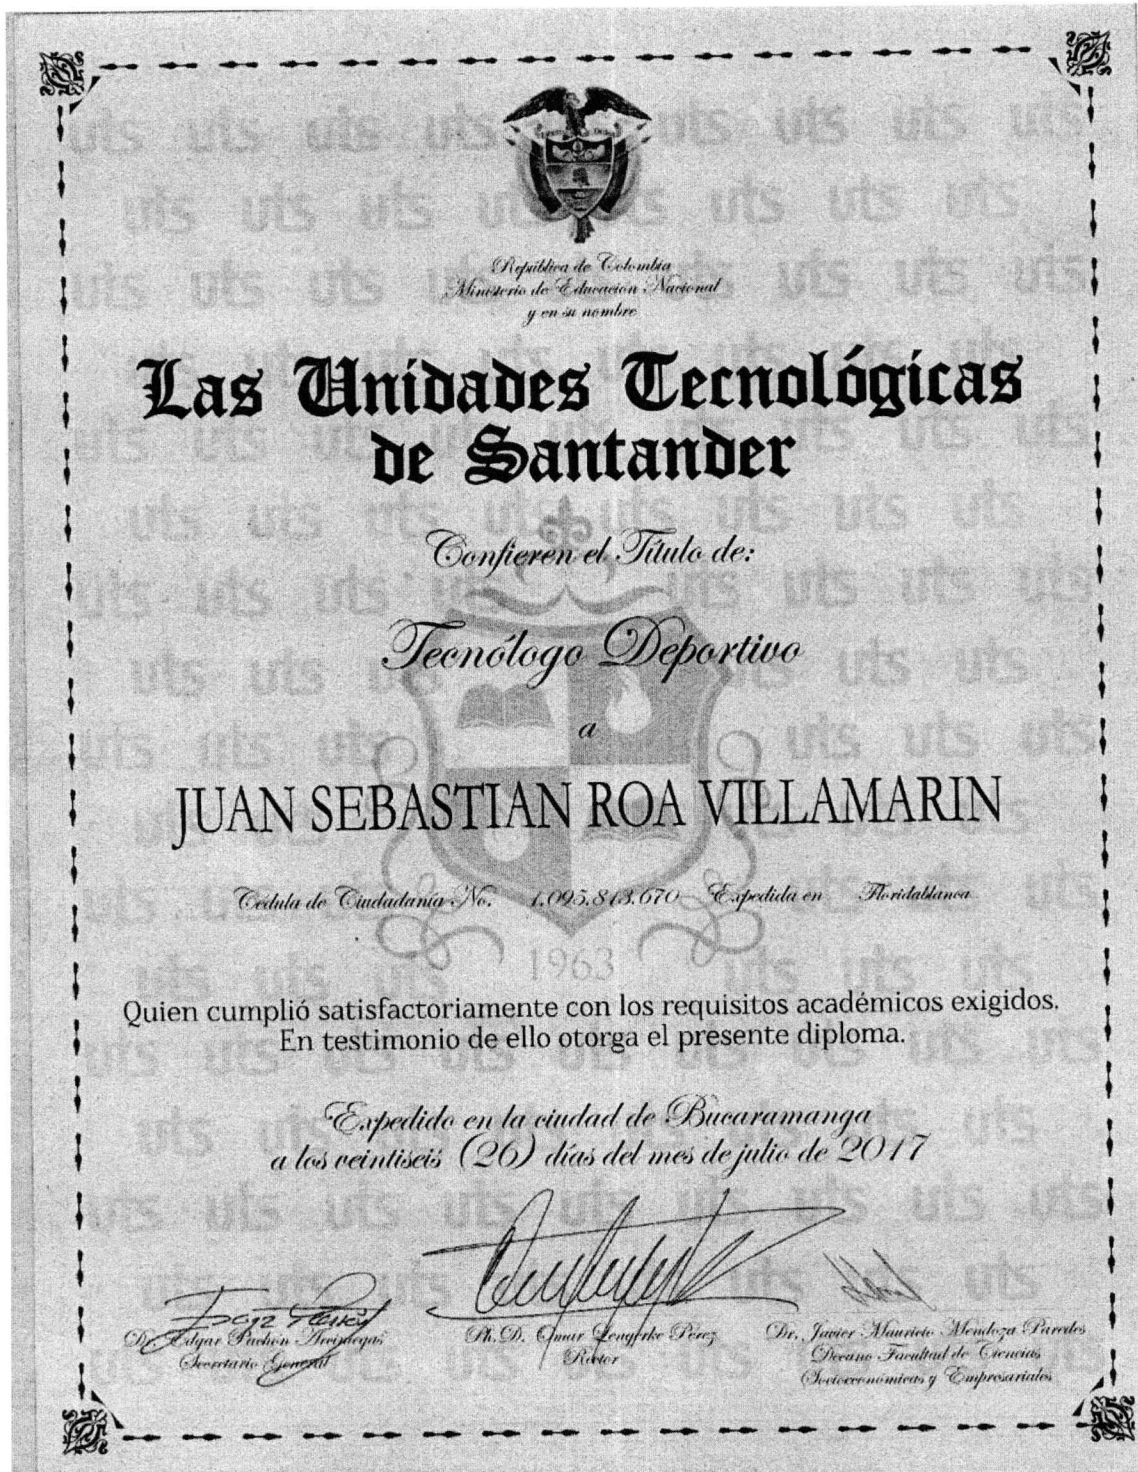 República de Colombia
Ministerio de Educación Nacional
y en su nombre
Las Unidades Tecnológicas
de Santander
Confieren el Título de:
Tecnólogo Deportivo
a
JUAN SEBASTIAN ROA VILLAMARIN
Cédula de Ciudadanía No. 1.095.813.670 Expedida en Floridablanca
1963
Quien cumplió satisfactoriamente con los requisitos académicos exigidos.
En testimonio de ello otorga el presente diploma.
Expedido en la ciudad de Bucaramanga
a los veintiseis (26) días del mes de julio de 2017
Dr. Edgar Pachón Arciniegas
Secretario General
Ph.D. Omar Lengerke Pérez
Rector
Dr. Javier Mauricio Mendoza Paredes
Decano Facultad de Ciencias
Socioeconómicas y Empresariales